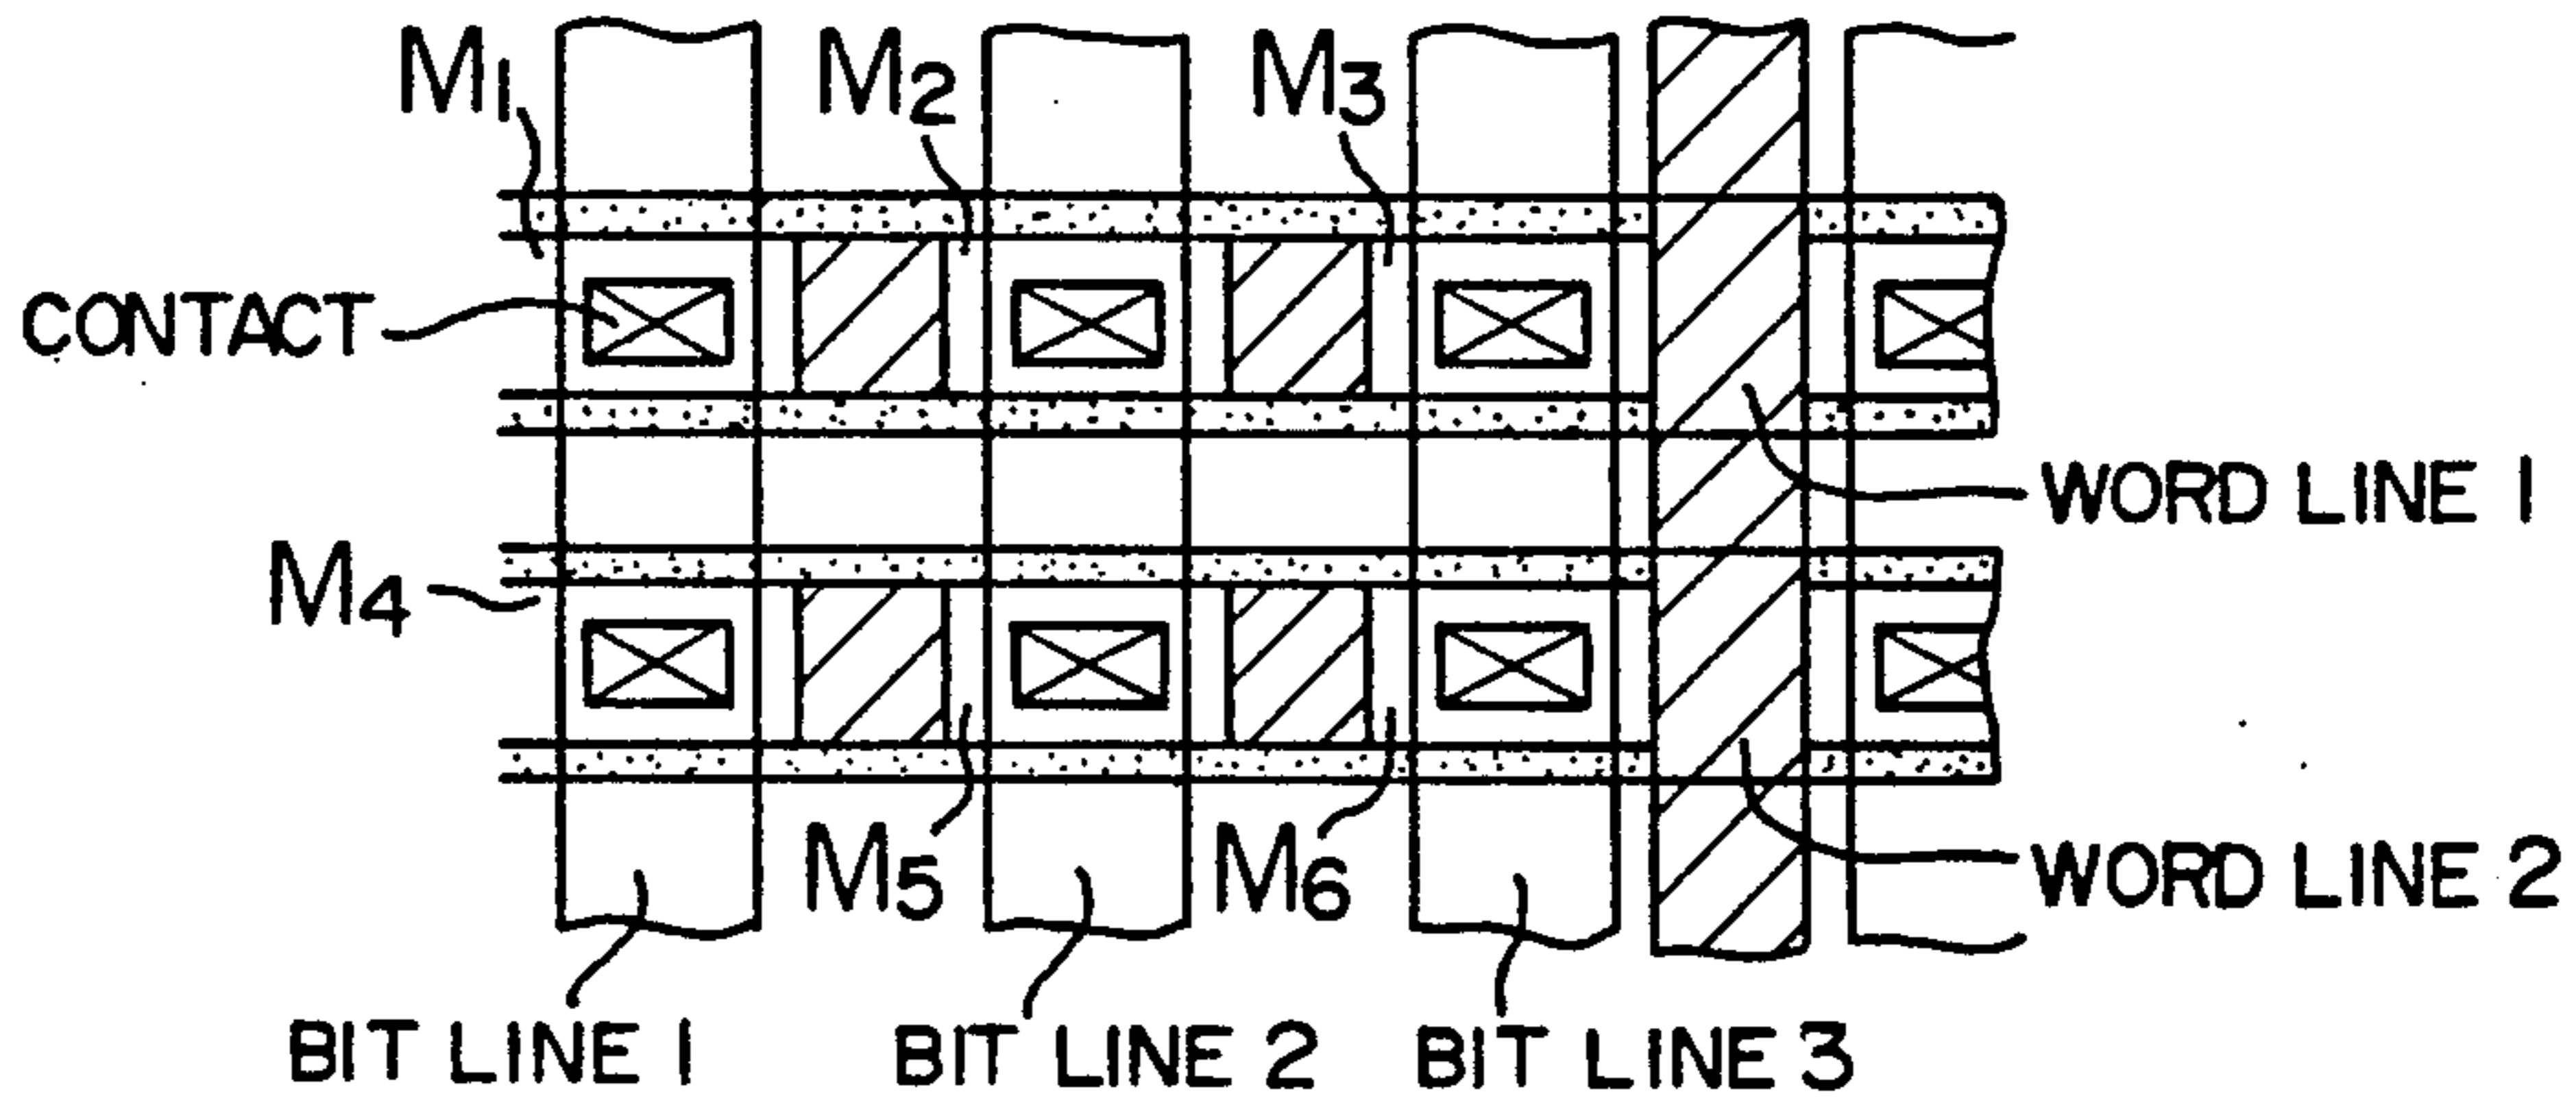 M1
M2
M3
CONTACT
WORD LINE 1
M4
M5
M6
WORD LINE 2
BIT LINE 1
BIT LINE 2
BIT LINE 3